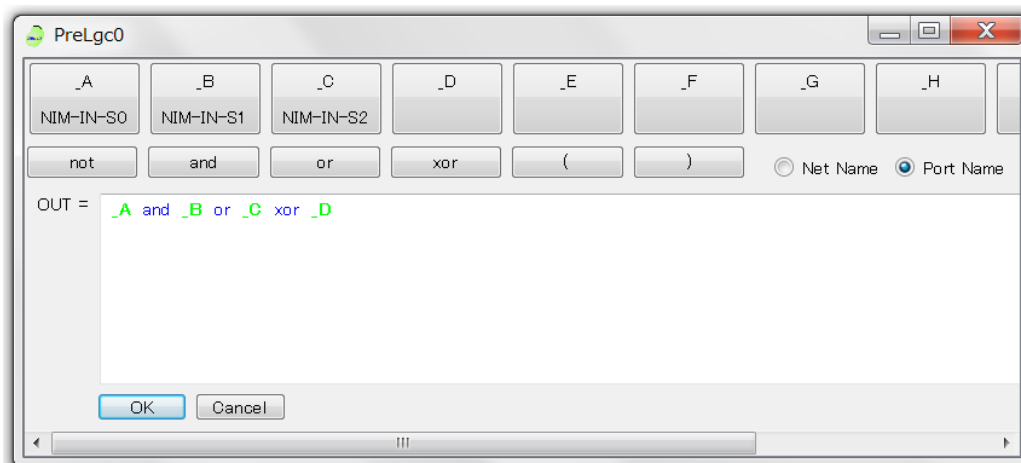 PreLgc0
_A _B _C _D _E _F _G _H
NIM-IN-S0 NIM-IN-S1 NIM-IN-S2
not and or xor ( ) Net Name Port Name
OUT = _A and _B or _C xor _D
OK Cancel